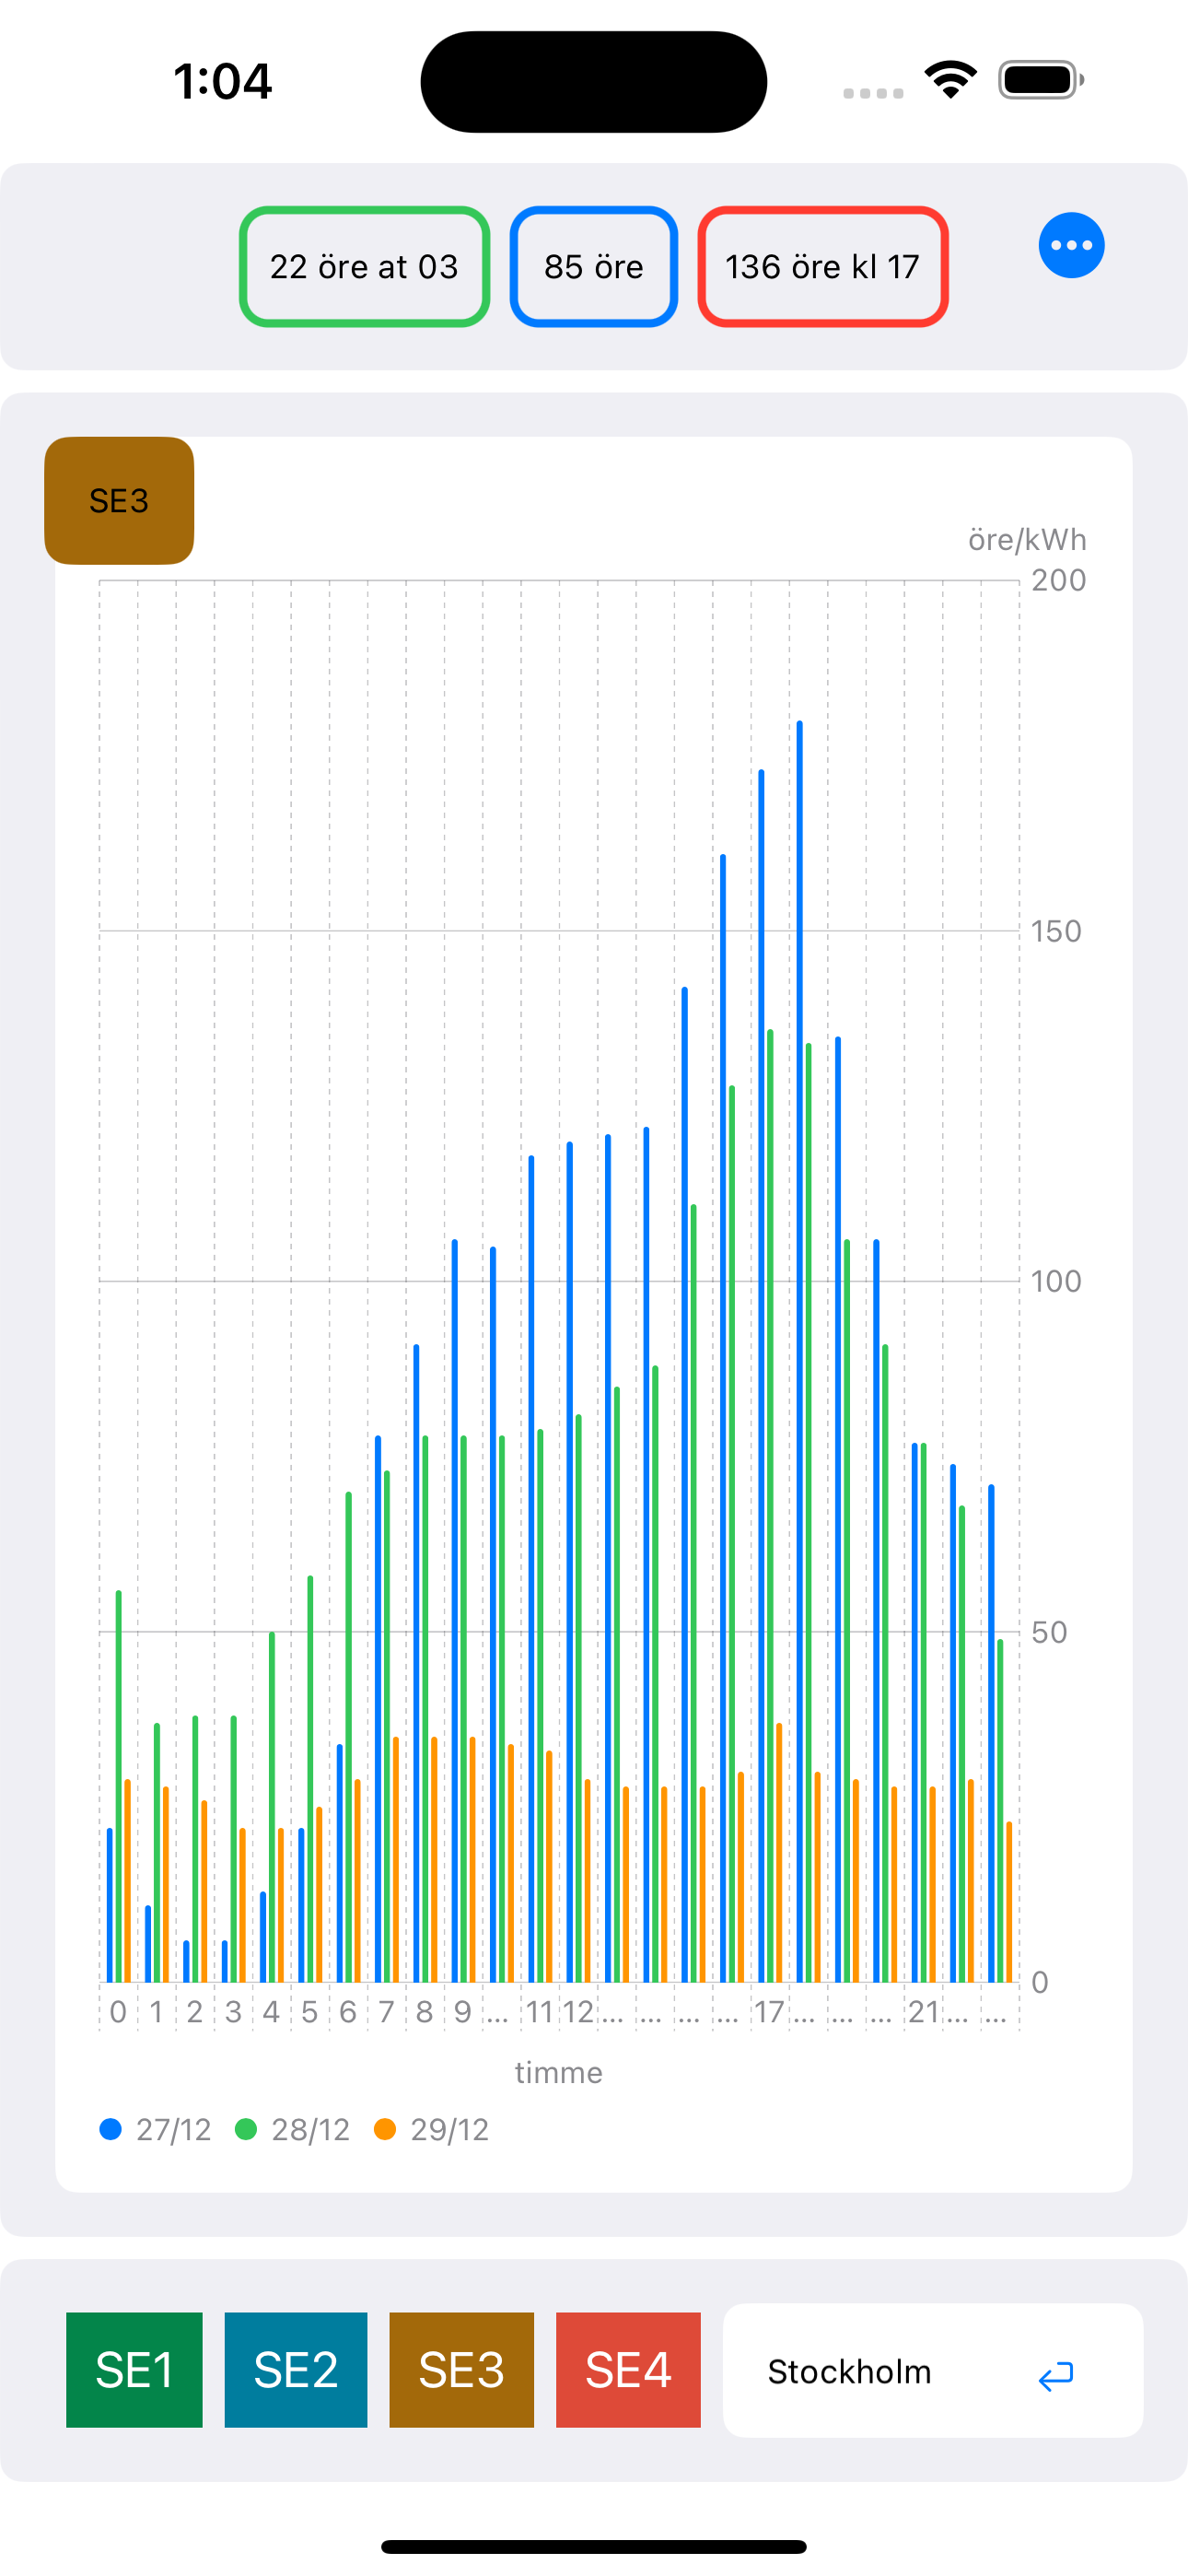 1:04
22 öre at 03
85 öre
136 öre kl 17
SE3
öre/kWh
200
150
100
50
0
0 1 2 3 4 5 6 7 8 9 ... 11 12 ... ... ... ... 17 ... ... ... 21 ... ...
timme
27/12 28/12 29/12
SE1 SE2 SE3 SE4 Stockholm